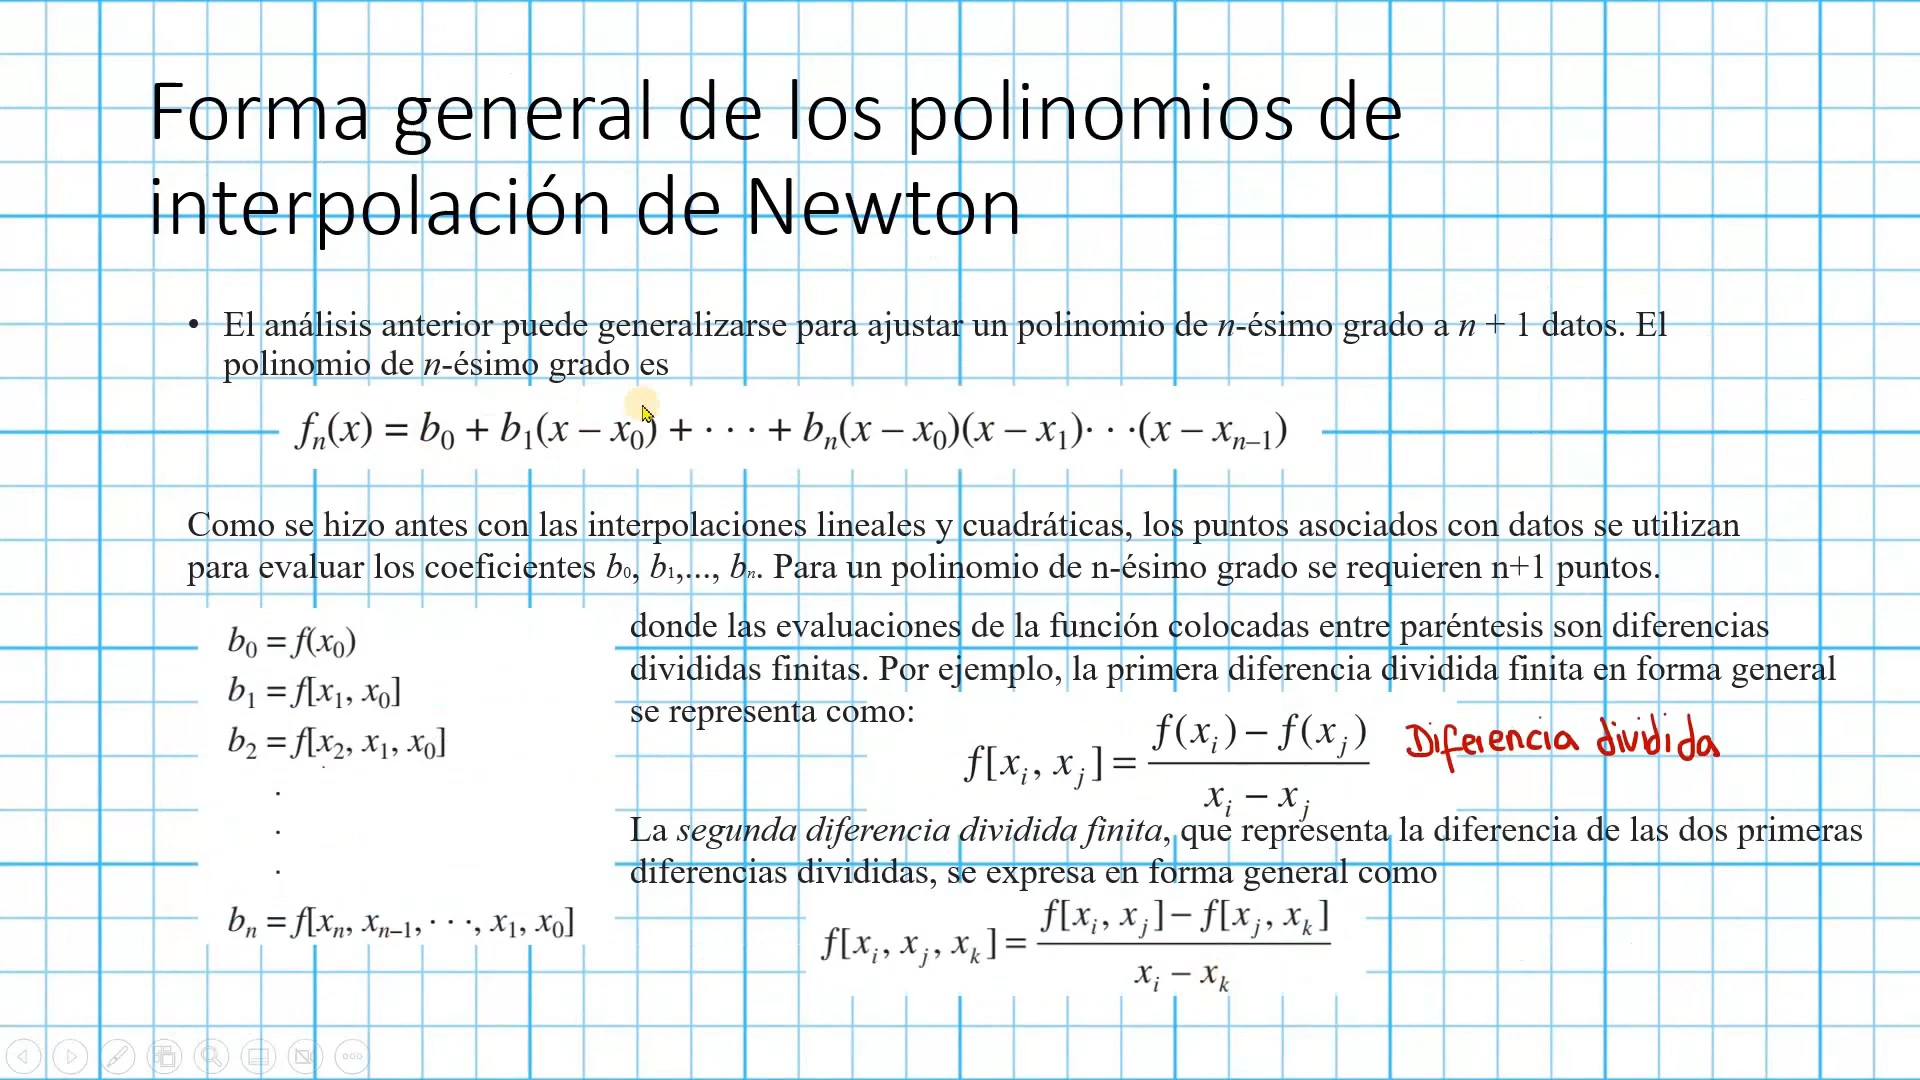 Forma general de los polinomios de
interpolación de Newton
• El análisis anterior puede generalizarse para ajustar un polinomio de n-ésimo grado a n + 1 datos. El
polinomio de n-ésimo grado es
fₙ(x) = b₀ + b₁(x – x₀) + · · · + bₙ(x – x₀)(x – x₁)· · ·(x – xₙ₋₁)
Como se hizo antes con las interpolaciones lineales y cuadráticas, los puntos asociados con datos se utilizan
para evaluar los coeficientes b₀, b₁,..., bₙ. Para un polinomio de n-ésimo grado se requieren n+1 puntos.
b₀ = f(x₀)
b₁ = f[x₁, x₀]
b₂ = f[x₂, x₁, x₀]
.
.
.
bₙ = f[xₙ, xₙ₋₁, · · ·, x₁, x₀]
donde las evaluaciones de la función colocadas entre paréntesis son diferencias
divididas finitas. Por ejemplo, la primera diferencia dividida finita en forma general
se representa como:
f[xᵢ, xⱼ] = (f(xᵢ) – f(xⱼ)) / (xᵢ – xⱼ)
Diferencia dividida
La segunda diferencia dividida finita, que representa la diferencia de las dos primeras
diferencias divididas, se expresa en forma general como
f[xᵢ, xⱼ, xₖ] = (f[xᵢ, xⱼ] – f[xⱼ, xₖ]) / (xᵢ – xₖ)